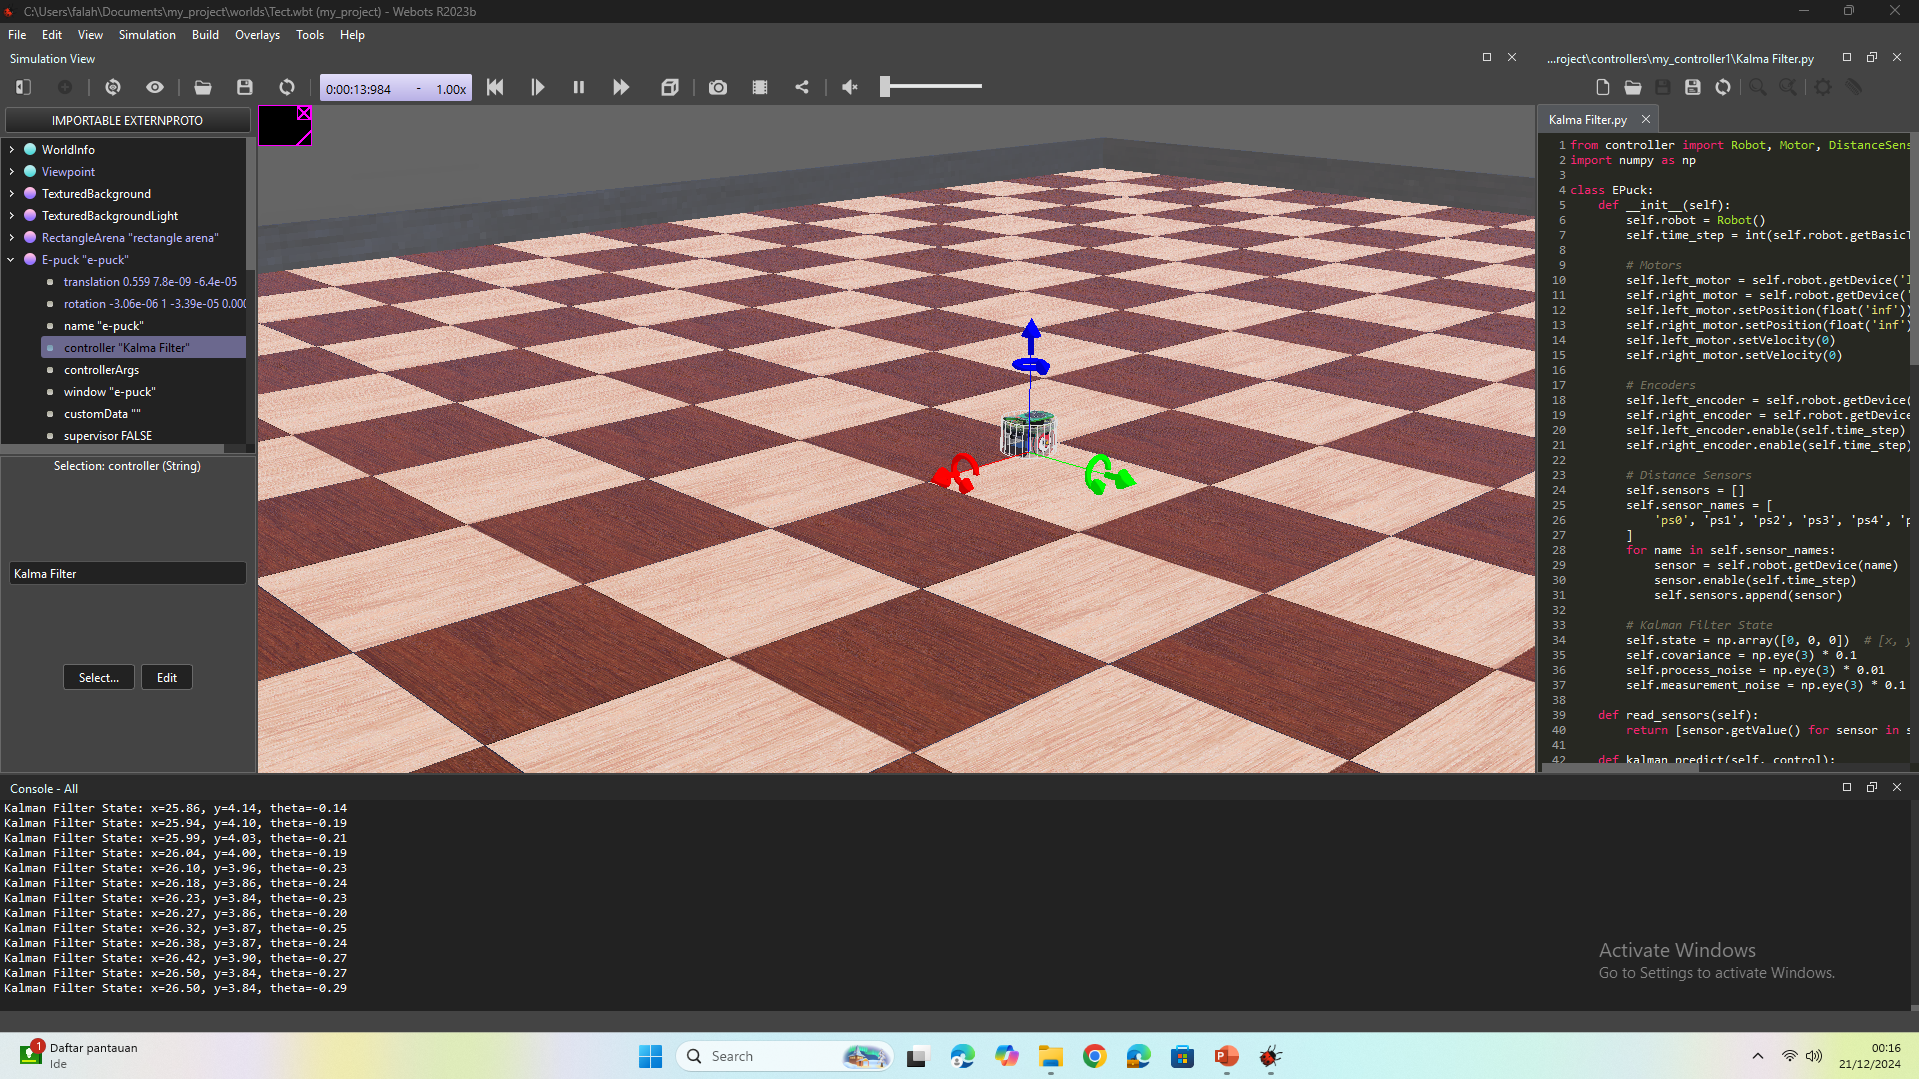 C:\Users\falah\Documents\my_project\worlds\Tect.wbt (my_project) - Webots R2023b
File Edit View Simulation Build Overlays Tools Help
Simulation View
0:00:13:984 - 1.00x
IMPORTABLE EXTERNPROTO
WorldInfo
Viewpoint
TexturedBackground
TexturedBackgroundLight
RectangleArena "rectangle arena"
E-puck "e-puck"
translation 0.559 7.8e-09 -6.4e-05
rotation -3.06e-06 1 -3.39e-05 0.000
name "e-puck"
controller "Kalma Filter"
controllerArgs
window "e-puck"
customData ""
supervisor FALSE
Selection: controller (String)
Kalma Filter
Select... Edit
...roject\controllers\my_controller1\Kalma Filter.py
Kalma Filter.py
1 from controller import Robot, Motor, DistanceSens
2 import numpy as np
3
4 class EPuck:
5 def __init__(self):
6 self.robot = Robot()
7 self.time_step = int(self.robot.getBasicT
8
9 # Motors
10 self.left_motor = self.robot.getDevice('l
11 self.right_motor = self.robot.getDevice('
12 self.left_motor.setPosition(float('inf'))
13 self.right_motor.setPosition(float('inf'
14 self.left_motor.setVelocity(0)
15 self.right_motor.setVelocity(0)
16
17 # Encoders
18 self.left_encoder = self.robot.getDevice(
19 self.right_encoder = self.robot.getDevice
20 self.left_encoder.enable(self.time_step)
21 self.right_encoder.enable(self.time_step)
22
23 # Distance Sensors
24 self.sensors = []
25 self.sensor_names = [
26 'ps0', 'ps1', 'ps2', 'ps3', 'ps4', 'p
27 ]
28 for name in self.sensor_names:
29 sensor = self.robot.getDevice(name)
30 sensor.enable(self.time_step)
31 self.sensors.append(sensor)
32
33 # Kalman Filter State
34 self.state = np.array([0, 0, 0]) # [x, y
35 self.covariance = np.eye(3) * 0.1
36 self.process_noise = np.eye(3) * 0.01
37 self.measurement_noise = np.eye(3) * 0.1
38
39 def read_sensors(self):
40 return [sensor.getValue() for sensor in s
41
42 def kalman_predict(self, control):
Console - All
Kalman Filter State: x=25.86, y=4.14, theta=-0.14
Kalman Filter State: x=25.94, y=4.10, theta=-0.19
Kalman Filter State: x=25.99, y=4.03, theta=-0.21
Kalman Filter State: x=26.04, y=4.00, theta=-0.19
Kalman Filter State: x=26.10, y=3.96, theta=-0.23
Kalman Filter State: x=26.18, y=3.86, theta=-0.24
Kalman Filter State: x=26.23, y=3.84, theta=-0.23
Kalman Filter State: x=26.27, y=3.86, theta=-0.20
Kalman Filter State: x=26.32, y=3.87, theta=-0.25
Kalman Filter State: x=26.38, y=3.87, theta=-0.24
Kalman Filter State: x=26.42, y=3.90, theta=-0.27
Kalman Filter State: x=26.50, y=3.84, theta=-0.27
Kalman Filter State: x=26.50, y=3.84, theta=-0.29
Activate Windows
Go to Settings to activate Windows.
1
Daftar pantauan
Ide
Search
00:16
21/12/2024